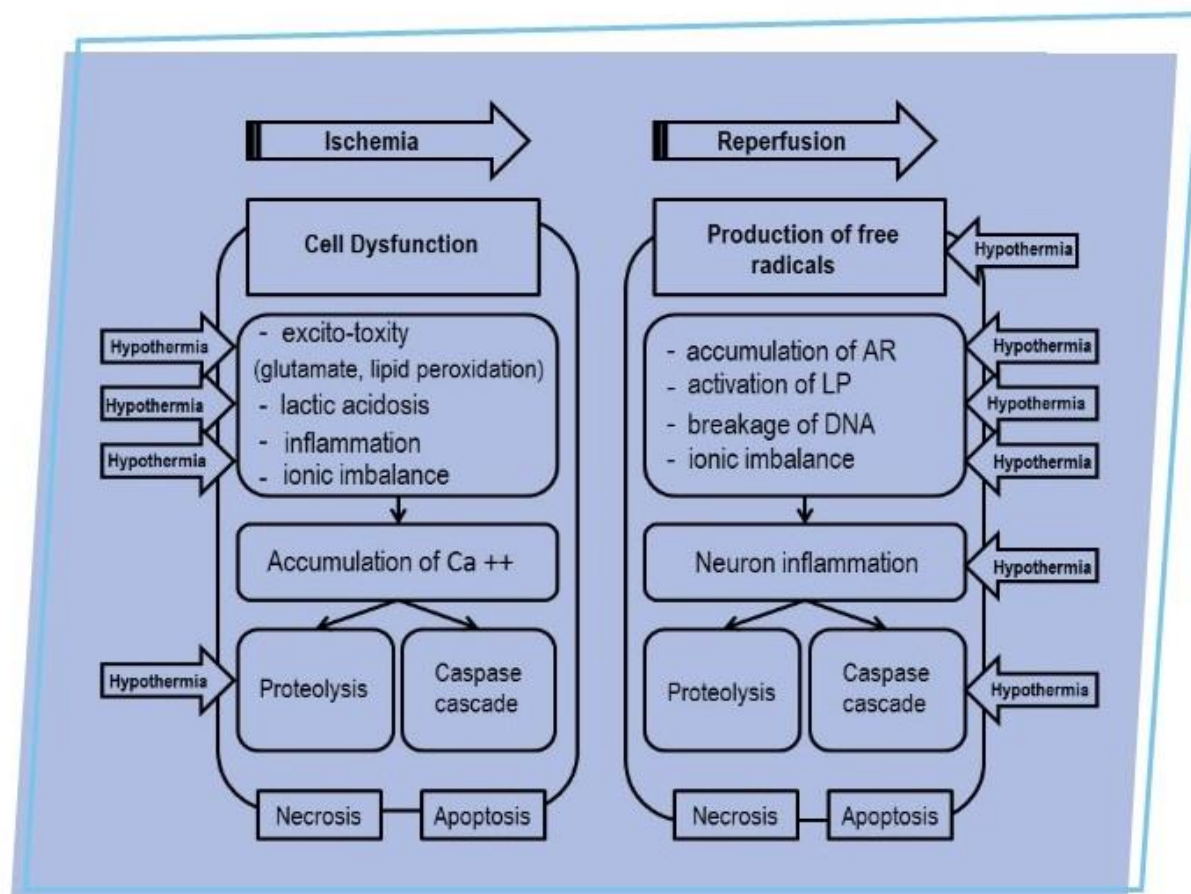 Ischemia
Cell Dysfunction
Hypothermia
Hypothermia
Hypothermia
- excito-toxity
(glutamate, lipid peroxidation)
- lactic acidosis
- inflammation
- ionic imbalance
Accumulation of Ca ++
Hypothermia
Proteolysis
Caspase
cascade
Necrosis
Apoptosis
Reperfusion
Production of free
radicals
Hypothermia
- accumulation of AR
- activation of LP
- breakage of DNA
- ionic imbalance
Hypothermia
Hypothermia
Hypothermia
Neuron inflammation
Hypothermia
Proteolysis
Caspase
cascade
Hypothermia
Necrosis
Apoptosis